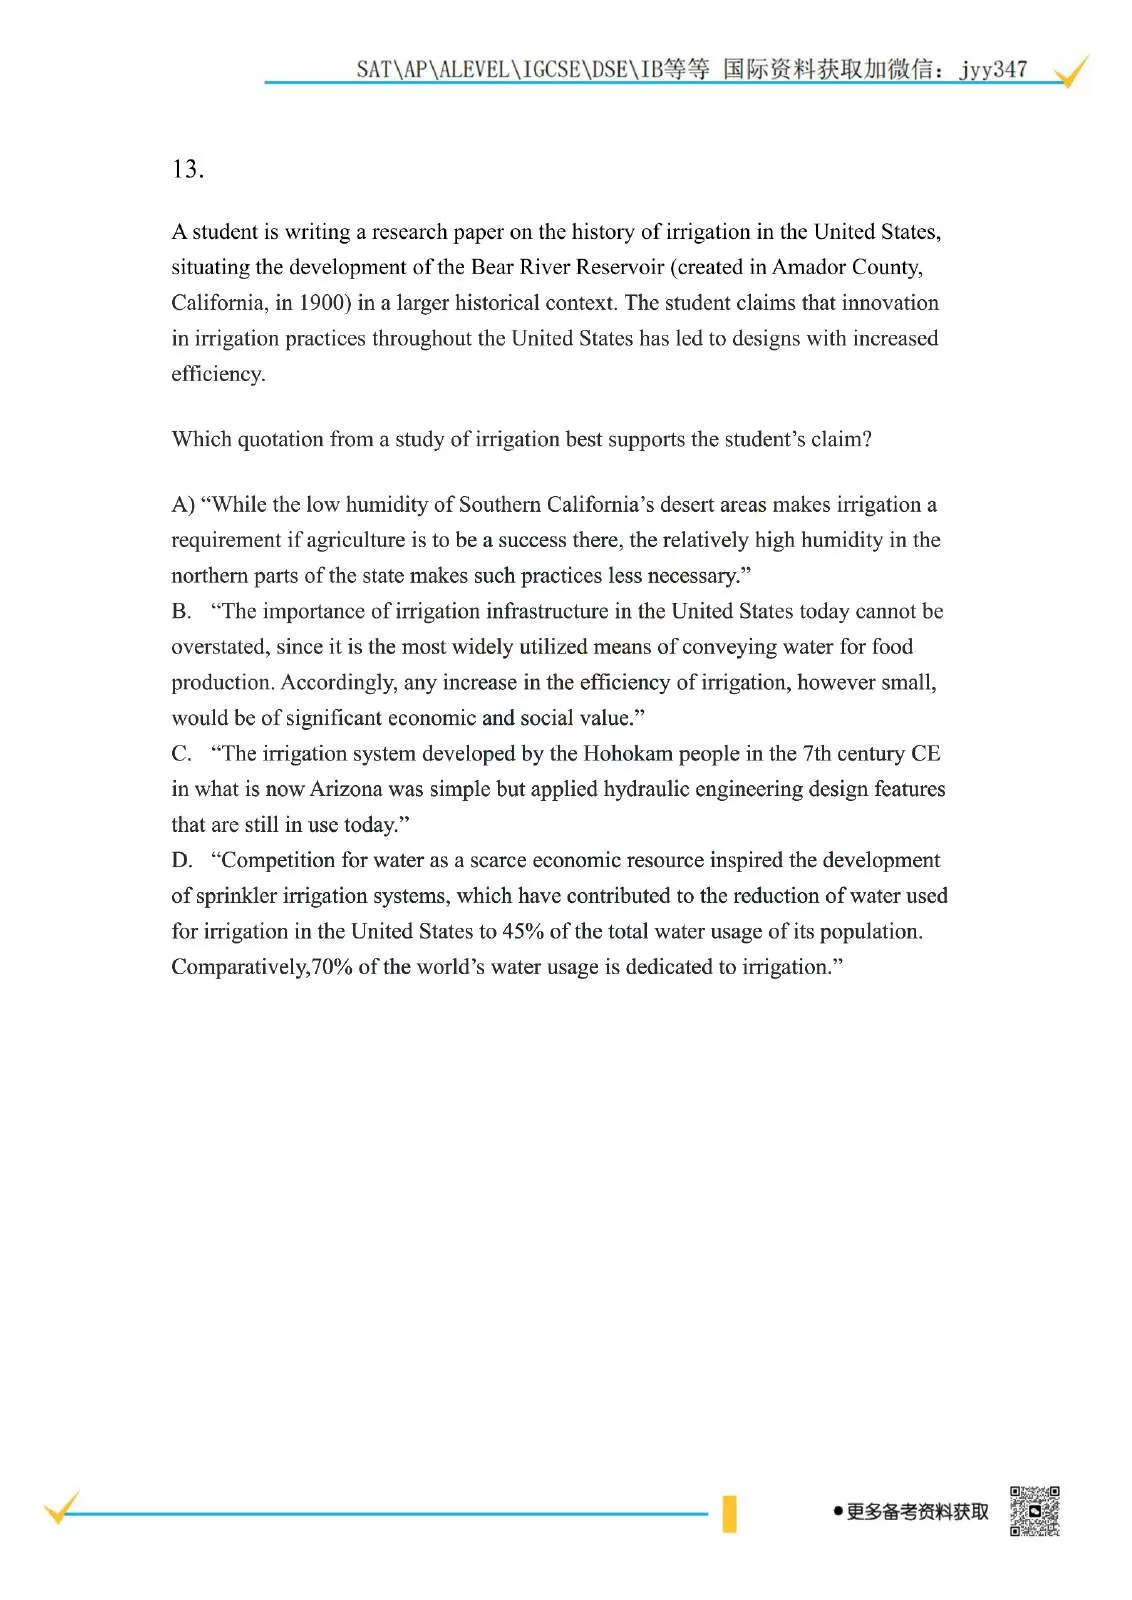 SAT\AP\ALEVEL\IGCSE\DSE\IB等等 国际资料获取加微信：jyy347
13.
A student is writing a research paper on the history of irrigation in the United States,
situating the development of the Bear River Reservoir (created in Amador County,
California, in 1900) in a larger historical context. The student claims that innovation
in irrigation practices throughout the United States has led to designs with increased
efficiency.
Which quotation from a study of irrigation best supports the student’s claim?
A) “While the low humidity of Southern California’s desert areas makes irrigation a
requirement if agriculture is to be a success there, the relatively high humidity in the
northern parts of the state makes such practices less necessary.”
B. “The importance of irrigation infrastructure in the United States today cannot be
overstated, since it is the most widely utilized means of conveying water for food
production. Accordingly, any increase in the efficiency of irrigation, however small,
would be of significant economic and social value.”
C. “The irrigation system developed by the Hohokam people in the 7th century CE
in what is now Arizona was simple but applied hydraulic engineering design features
that are still in use today.”
D. “Competition for water as a scarce economic resource inspired the development
of sprinkler irrigation systems, which have contributed to the reduction of water used
for irrigation in the United States to 45% of the total water usage of its population.
Comparatively,70% of the world’s water usage is dedicated to irrigation.”
●更多备考资料获取